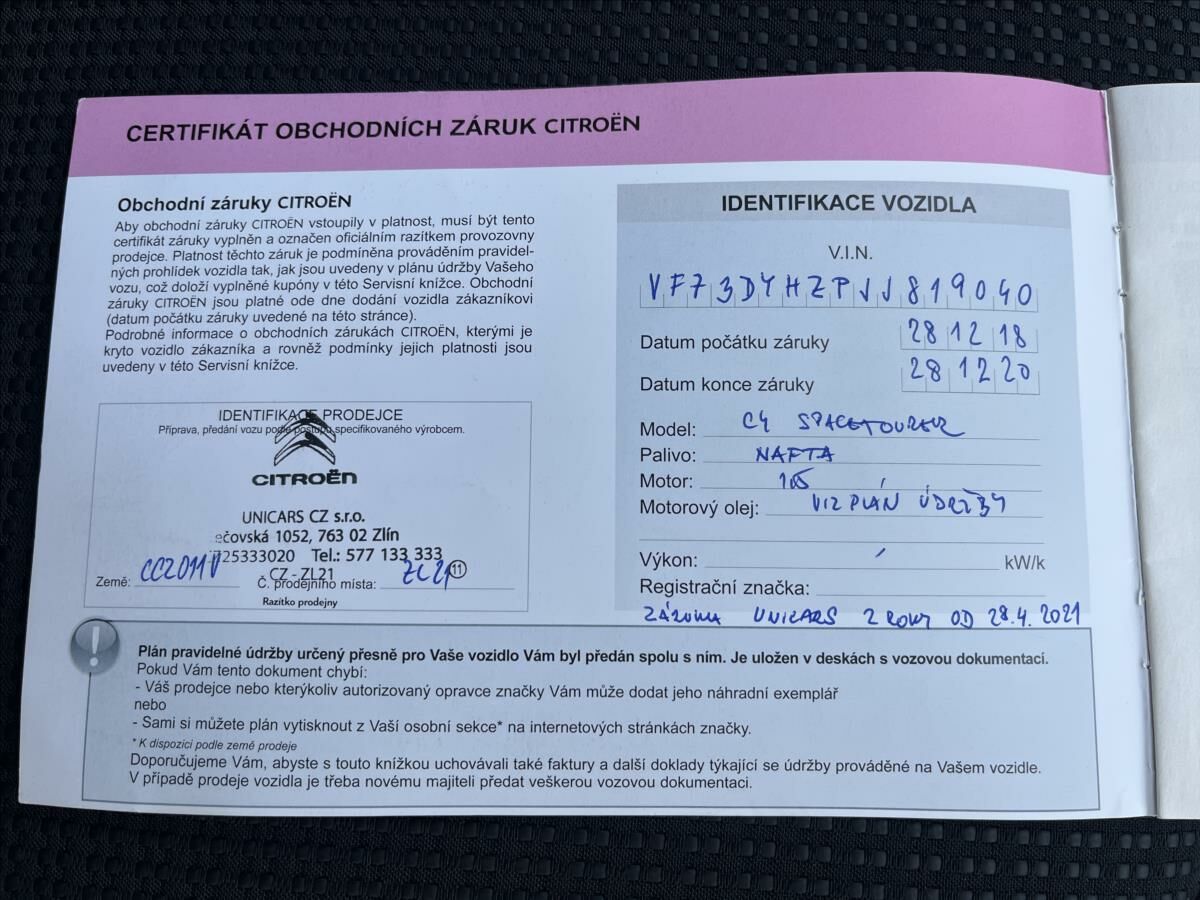 CERTIFIKÁT OBCHODNÍCH ZÁRUK CITROËN
Obchodní záruky CITROËN
Aby obchodní záruky CITROËN vstoupily v platnost, musí být tento
certifikát záruky vyplněn a označen oficiálním razítkem provozovny
prodejce. Platnost těchto záruk je podmíněna prováděním pravidel-
ných prohlídek vozidla tak, jak jsou uvedeny v plánu údržby Vašeho
vozu, což doloží vyplněné kupóny v této Servisní knížce. Obchodní
záruky CITROËN jsou platné ode dne dodání vozidla zákazníkovi
(datum počátku záruky uvedené na této stránce).
Podrobné informace o obchodních zárukách CITROËN, kterými je
kryto vozidlo zákazníka a rovněž podmínky jejich platnosti jsou
uvedeny v této Servisní knížce.
IDENTIFIKACE PRODEJCE
Příprava, předání vozu podle postupu specifikovaného výrobcem.
CITROËN
UNICARS CZ s.r.o.
ečovská 1052, 763 02 Zlín
725333020 Tel.: 577 133 333
CZ - ZL21
Země: CC2011V Č. prodejního místa: ZL21 11
Razítko prodejny
IDENTIFIKACE VOZIDLA
V.I.N.
VF73DYHZPJJ819040
Datum počátku záruky 28 12 18
Datum konce záruky 28 12 20
Model: C4 SPACETOURER
Palivo: NAFTA
Motor: 1.5
Motorový olej: VIZ PLÁN ÚDRŽBY
Výkon: kW/k
Registrační značka:
ZÁRUKA UNICARS 2 ROKY OD 28.4.2021
Plán pravidelné údržby určený přesně pro Vaše vozidlo Vám byl předán spolu s ním. Je uložen v deskách s vozovou dokumentací.
Pokud Vám tento dokument chybí:
- Váš prodejce nebo kterýkoliv autorizovaný opravce značky Vám může dodat jeho náhradní exemplář
nebo
- Sami si můžete plán vytisknout z Vaší osobní sekce* na internetových stránkách značky.
* K dispozici podle země prodeje
Doporučujeme Vám, abyste s touto knížkou uchovávali také faktury a další doklady týkající se údržby prováděné na Vašem vozidle.
V případě prodeje vozidla je třeba novému majiteli předat veškerou vozovou dokumentaci.